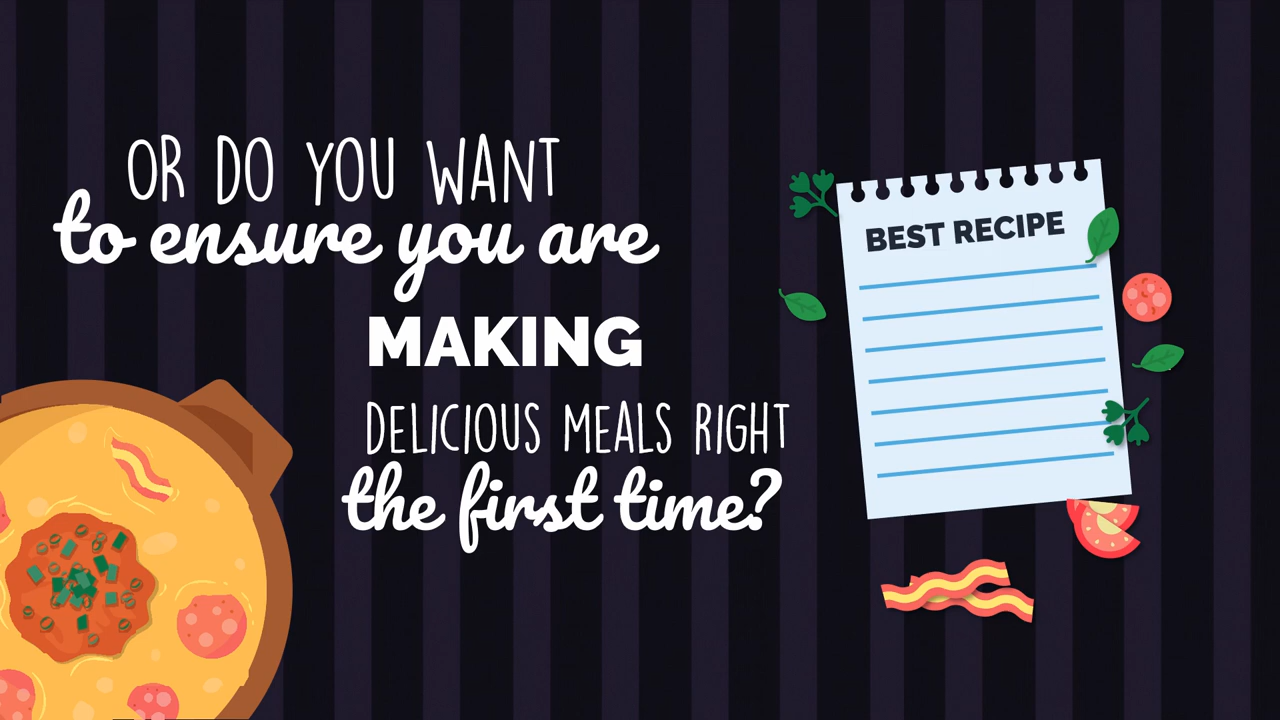 OR DO YOU WANT
to ensure you are
MAKING
DELICIOUS MEALS RIGHT
the first time?
BEST RECIPE